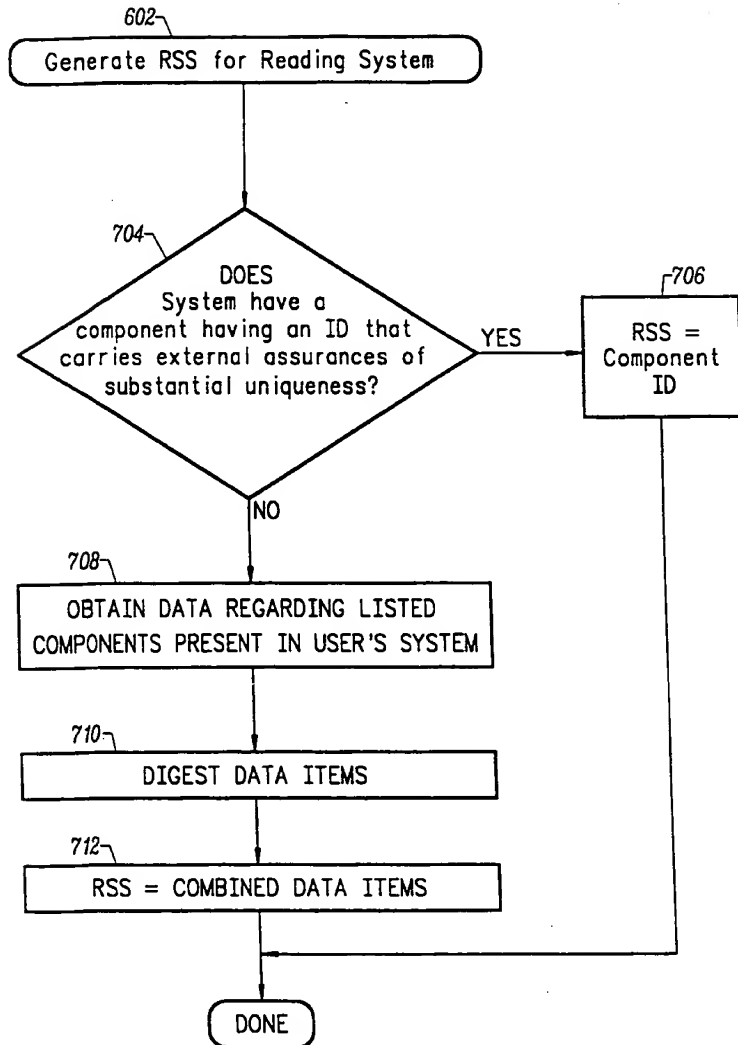 602
Generate RSS for Reading System
704
DOES
System have a
component having an ID that
carries external assurances of
substantial uniqueness?
YES
706
RSS =
Component
ID
NO
708
OBTAIN DATA REGARDING LISTED
COMPONENTS PRESENT IN USER'S SYSTEM
710
DIGEST DATA ITEMS
712
RSS = COMBINED DATA ITEMS
DONE